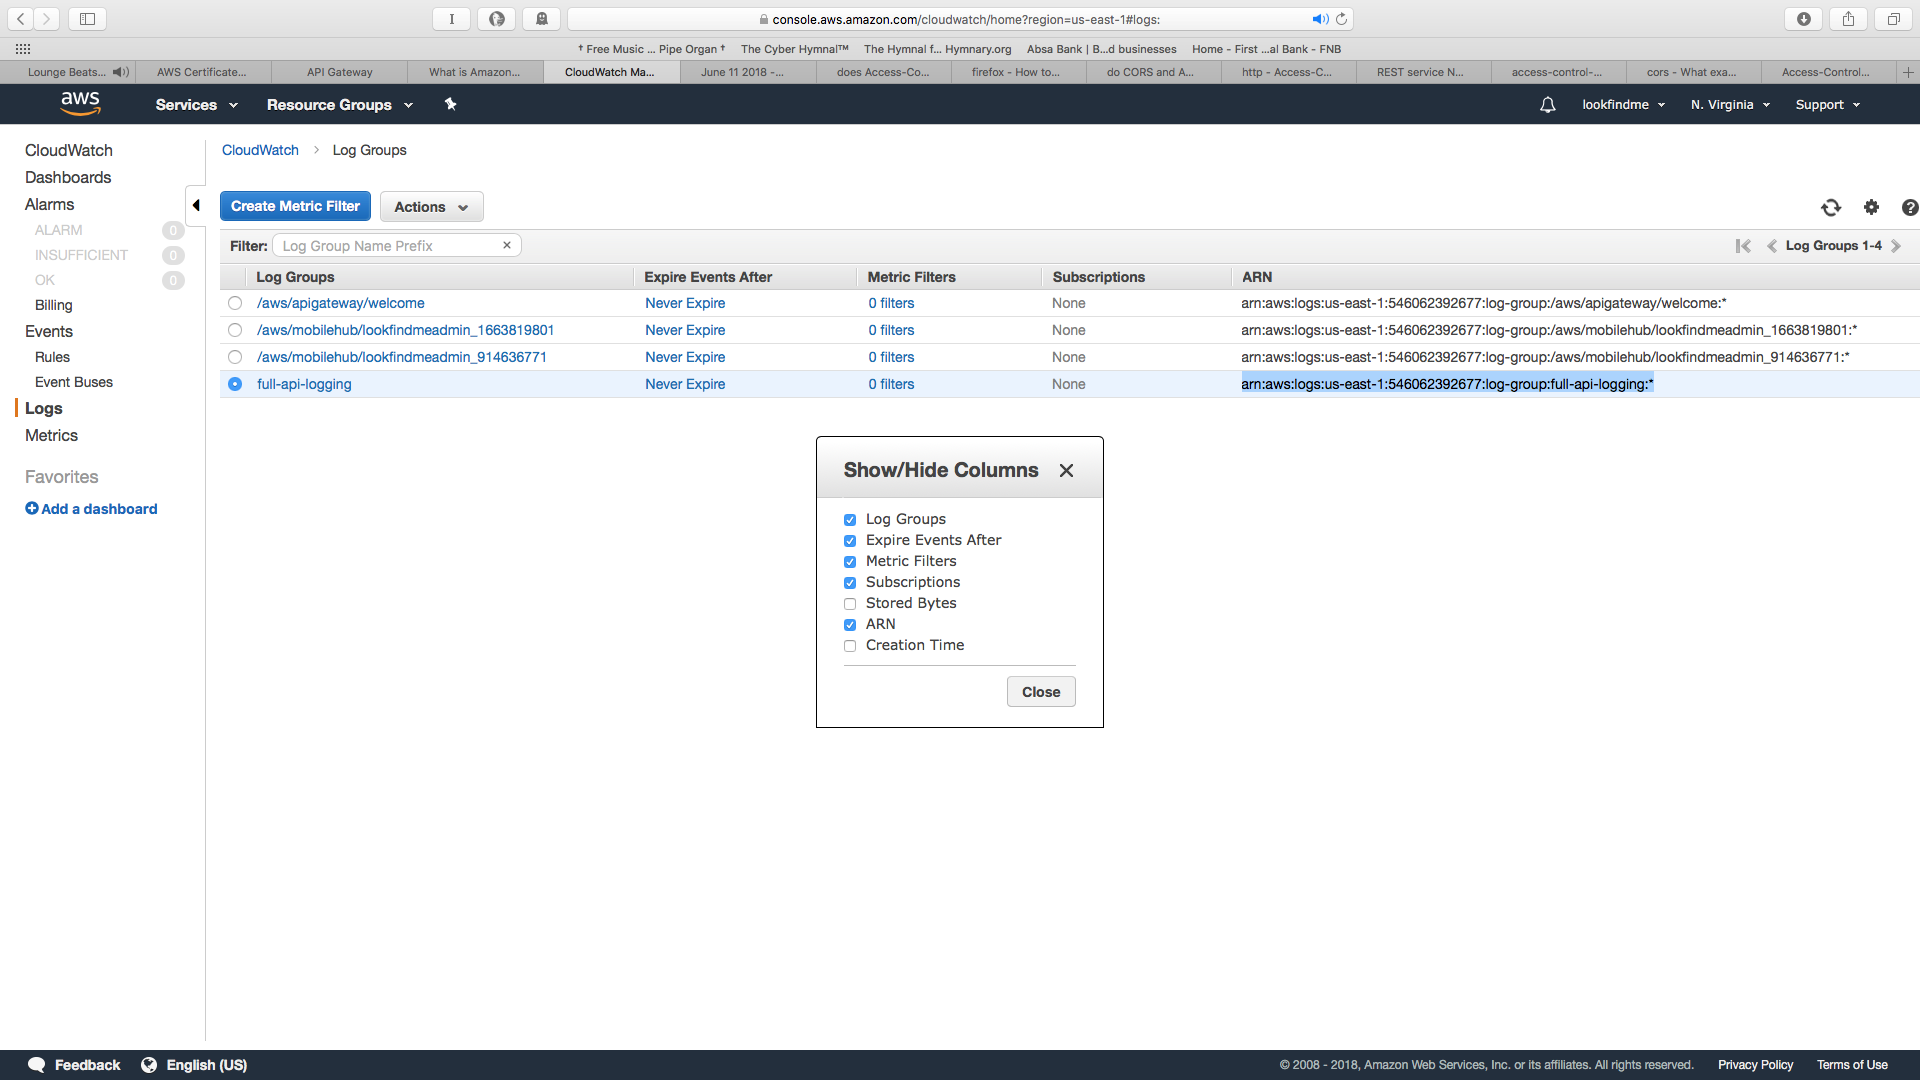 I
console.aws.amazon.com/cloudwatch/home?region=us-east-1#logs:
† Free Music ... Pipe Organ † The Cyber Hymnal™ The Hymnal f... Hymnary.org Absa Bank | B...d businesses Home - First ...al Bank - FNB
Lounge Beats... AWS Certificate... API Gateway What is Amazon... CloudWatch Ma... June 11 2018 -... does Access-Co... firefox - How to... do CORS and A... http - Access-C... REST service N... access-control-... cors - What exa... Access-Control...
aws Services Resource Groups lookfindme N. Virginia Support
CloudWatch
Dashboards
Alarms
ALARM 0
INSUFFICIENT 0
OK 0
Billing
Events
Rules
Event Buses
Logs
Metrics
Favorites
Add a dashboard
CloudWatch > Log Groups
Create Metric Filter Actions
Filter: Log Group Name Prefix × Log Groups 1-4
Log Groups Expire Events After Metric Filters Subscriptions ARN
/aws/apigateway/welcome Never Expire 0 filters None arn:aws:logs:us-east-1:546062392677:log-group:/aws/apigateway/welcome:*
/aws/mobilehub/lookfindmeadmin_1663819801 Never Expire 0 filters None arn:aws:logs:us-east-1:546062392677:log-group:/aws/mobilehub/lookfindmeadmin_1663819801:*
/aws/mobilehub/lookfindmeadmin_914636771 Never Expire 0 filters None arn:aws:logs:us-east-1:546062392677:log-group:/aws/mobilehub/lookfindmeadmin_914636771:*
full-api-logging Never Expire 0 filters None arn:aws:logs:us-east-1:546062392677:log-group:full-api-logging:*
Show/Hide Columns
Log Groups
Expire Events After
Metric Filters
Subscriptions
Stored Bytes
ARN
Creation Time
Close
Feedback English (US) © 2008 - 2018, Amazon Web Services, Inc. or its affiliates. All rights reserved. Privacy Policy Terms of Use